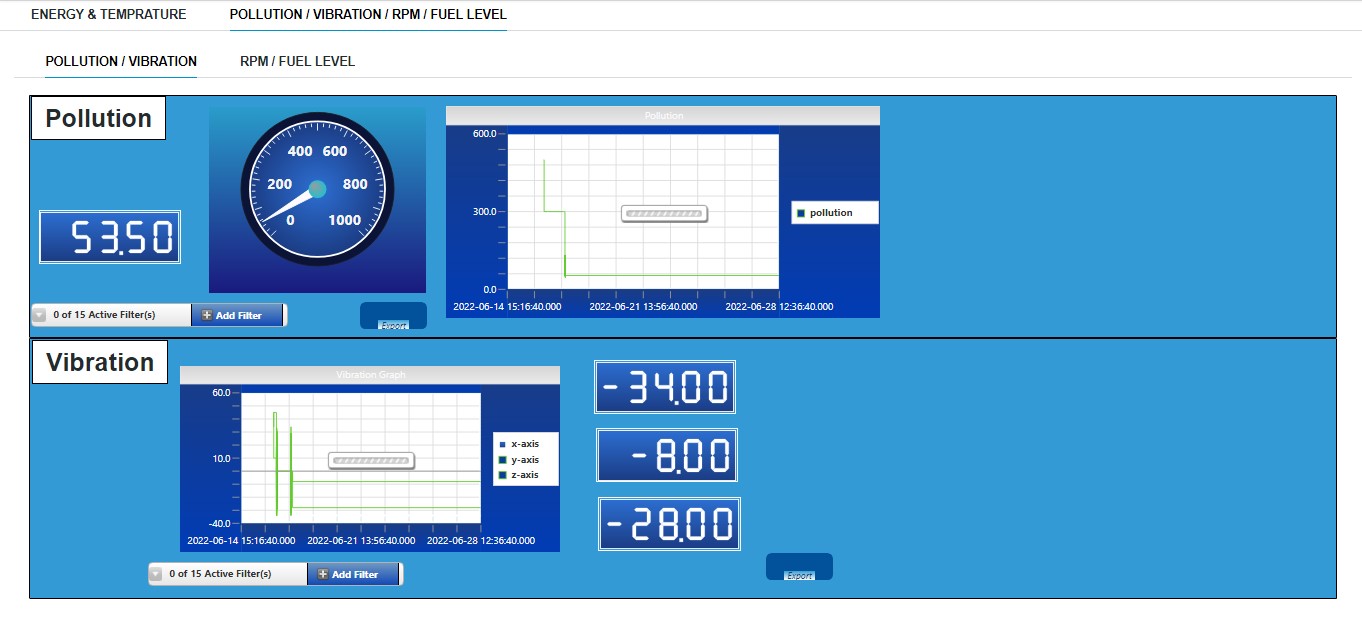 ENERGY & TEMPRATURE POLLUTION / VIBRATION / RPM / FUEL LEVEL
POLLUTION / VIBRATION RPM / FUEL LEVEL
Pollution
53.50
400 600
200 800
0 1000
Pollution
600.0
300.0
0.0
2022-06-14 15:16:40.000 2022-06-21 13:56:40.000 2022-06-28 12:36:40.000
pollution
0 of 15 Active Filter(s) Add Filter
Export
Vibration
Vibration Graph
60.0
10.0
-40.0
2022-06-14 15:16:40.000 2022-06-21 13:56:40.000 2022-06-28 12:36:40.000
x-axis
y-axis
z-axis
-34.00
-8.00
-28.00
0 of 15 Active Filter(s) Add Filter
Export